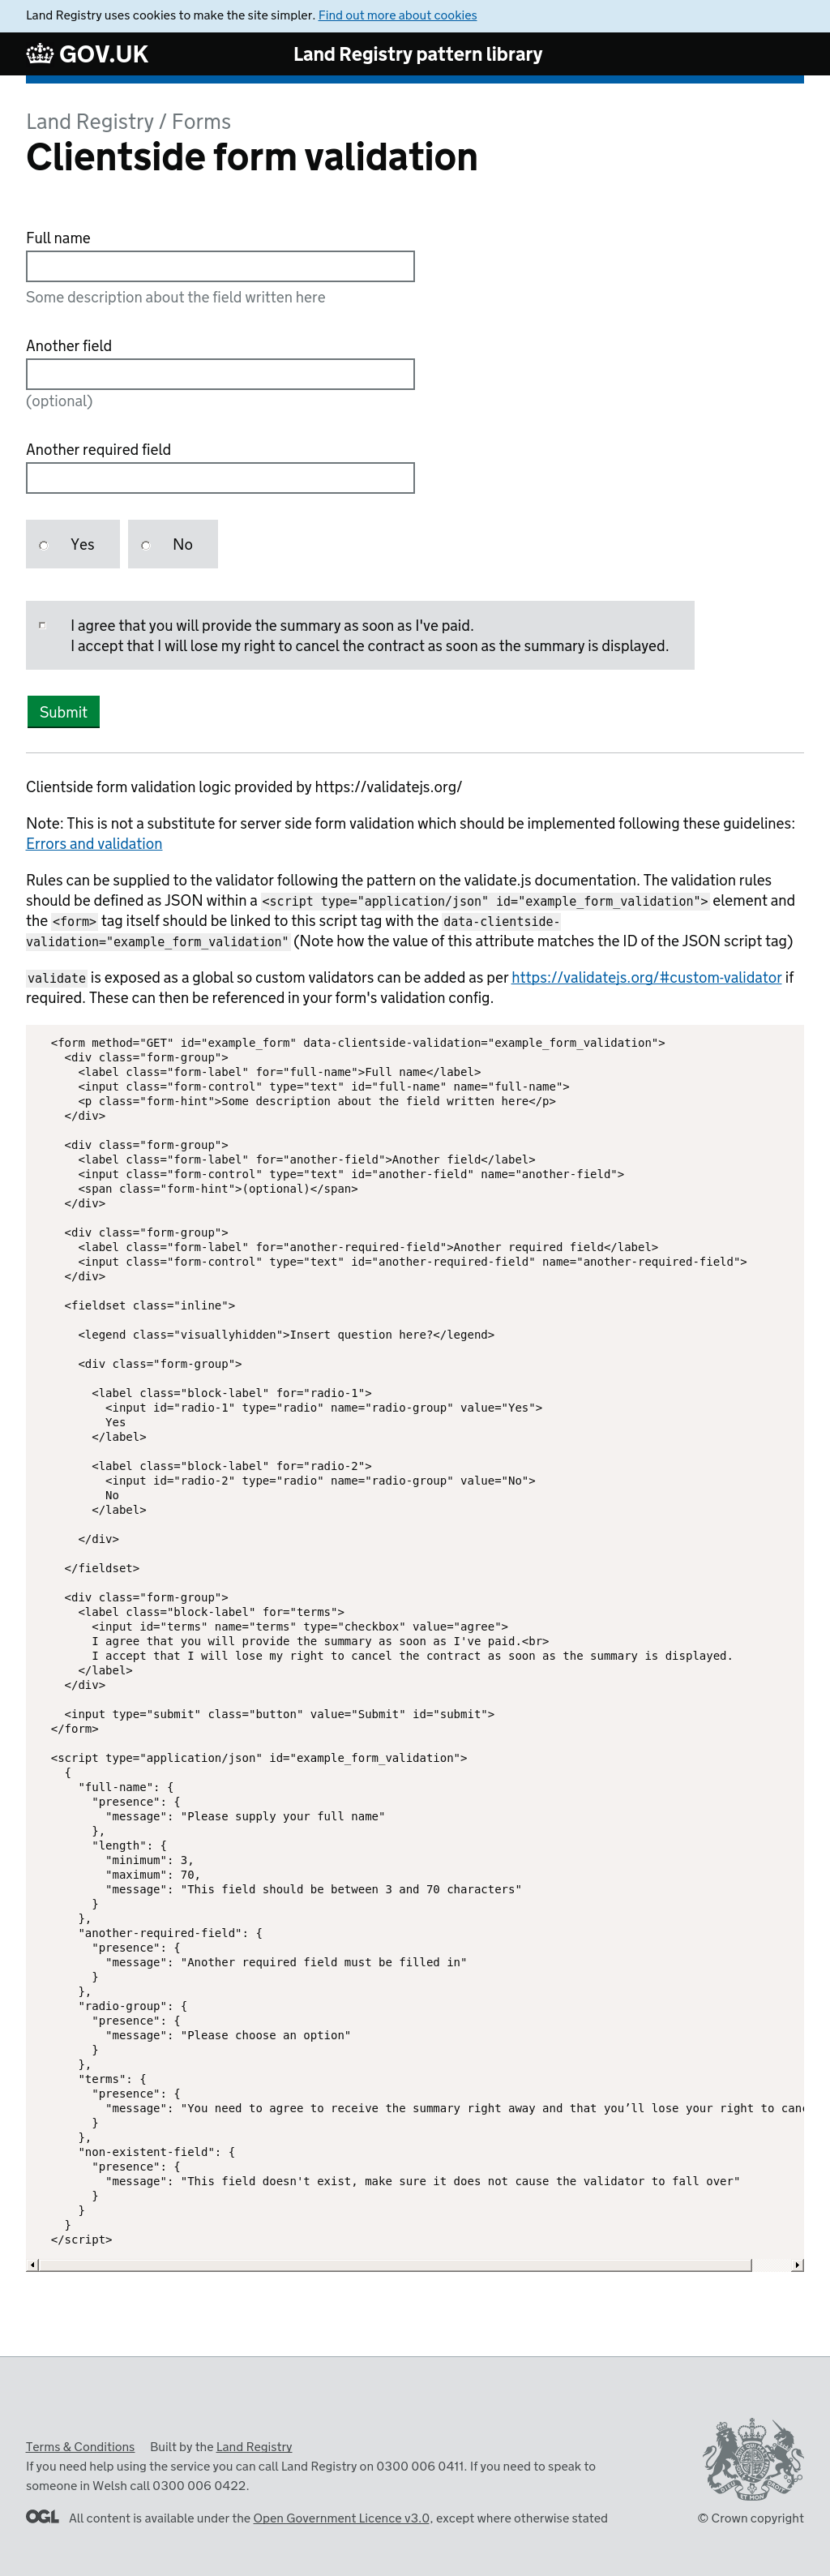 Land Registry uses cookies to make the site simpler. Find out more about cookies
GOV.UK
Land Registry pattern library
Land Registry / Forms
Clientside form validation
Full name
Some description about the field written here
Another field
(optional)
Another required field
Yes
No
I agree that you will provide the summary as soon as I've paid.
I accept that I will lose my right to cancel the contract as soon as the summary is displayed.
Submit
Clientside form validation logic provided by https://validatejs.org/
Note: This is not a substitute for server side form validation which should be implemented following these guidelines:
Errors and validation
Rules can be supplied to the validator following the pattern on the validate.js documentation. The validation rules
should be defined as JSON within a <script type="application/json" id="example_form_validation"> element and
the <form> tag itself should be linked to this script tag with the data-clientside-
validation="example_form_validation" (Note how the value of this attribute matches the ID of the JSON script tag)
validate is exposed as a global so custom validators can be added as per https://validatejs.org/#custom-validator if
required. These can then be referenced in your form's validation config.
<form method="GET" id="example_form" data-clientside-validation="example_form_validation">
<div class="form-group">
<label class="form-label" for="full-name">Full name</label>
<input class="form-control" type="text" id="full-name" name="full-name">
<p class="form-hint">Some description about the field written here</p>
</div>
<div class="form-group">
<label class="form-label" for="another-field">Another field</label>
<input class="form-control" type="text" id="another-field" name="another-field">
<span class="form-hint">(optional)</span>
</div>
<div class="form-group">
<label class="form-label" for="another-required-field">Another required field</label>
<input class="form-control" type="text" id="another-required-field" name="another-required-field">
</div>
<fieldset class="inline">
<legend class="visuallyhidden">Insert question here?</legend>
<div class="form-group">
<label class="block-label" for="radio-1">
<input id="radio-1" type="radio" name="radio-group" value="Yes">
Yes
</label>
<label class="block-label" for="radio-2">
<input id="radio-2" type="radio" name="radio-group" value="No">
No
</label>
</div>
</fieldset>
<div class="form-group">
<label class="block-label" for="terms">
<input id="terms" name="terms" type="checkbox" value="agree">
I agree that you will provide the summary as soon as I've paid.<br>
I accept that I will lose my right to cancel the contract as soon as the summary is displayed.
</label>
</div>
<input type="submit" class="button" value="Submit" id="submit">
</form>
<script type="application/json" id="example_form_validation">
{
"full-name": {
"presence": {
"message": "Please supply your full name"
},
"length": {
"minimum": 3,
"maximum": 70,
"message": "This field should be between 3 and 70 characters"
}
},
"another-required-field": {
"presence": {
"message": "Another required field must be filled in"
}
},
"radio-group": {
"presence": {
"message": "Please choose an option"
}
},
"terms": {
"presence": {
"message": "You need to agree to receive the summary right away and that you’ll lose your right to canc
}
},
"non-existent-field": {
"presence": {
"message": "This field doesn't exist, make sure it does not cause the validator to fall over"
}
}
}
</script>
Terms & Conditions Built by the Land Registry
If you need help using the service you can call Land Registry on 0300 006 0411. If you need to speak to
someone in Welsh call 0300 006 0422.
OGL All content is available under the Open Government Licence v3.0, except where otherwise stated
© Crown copyright